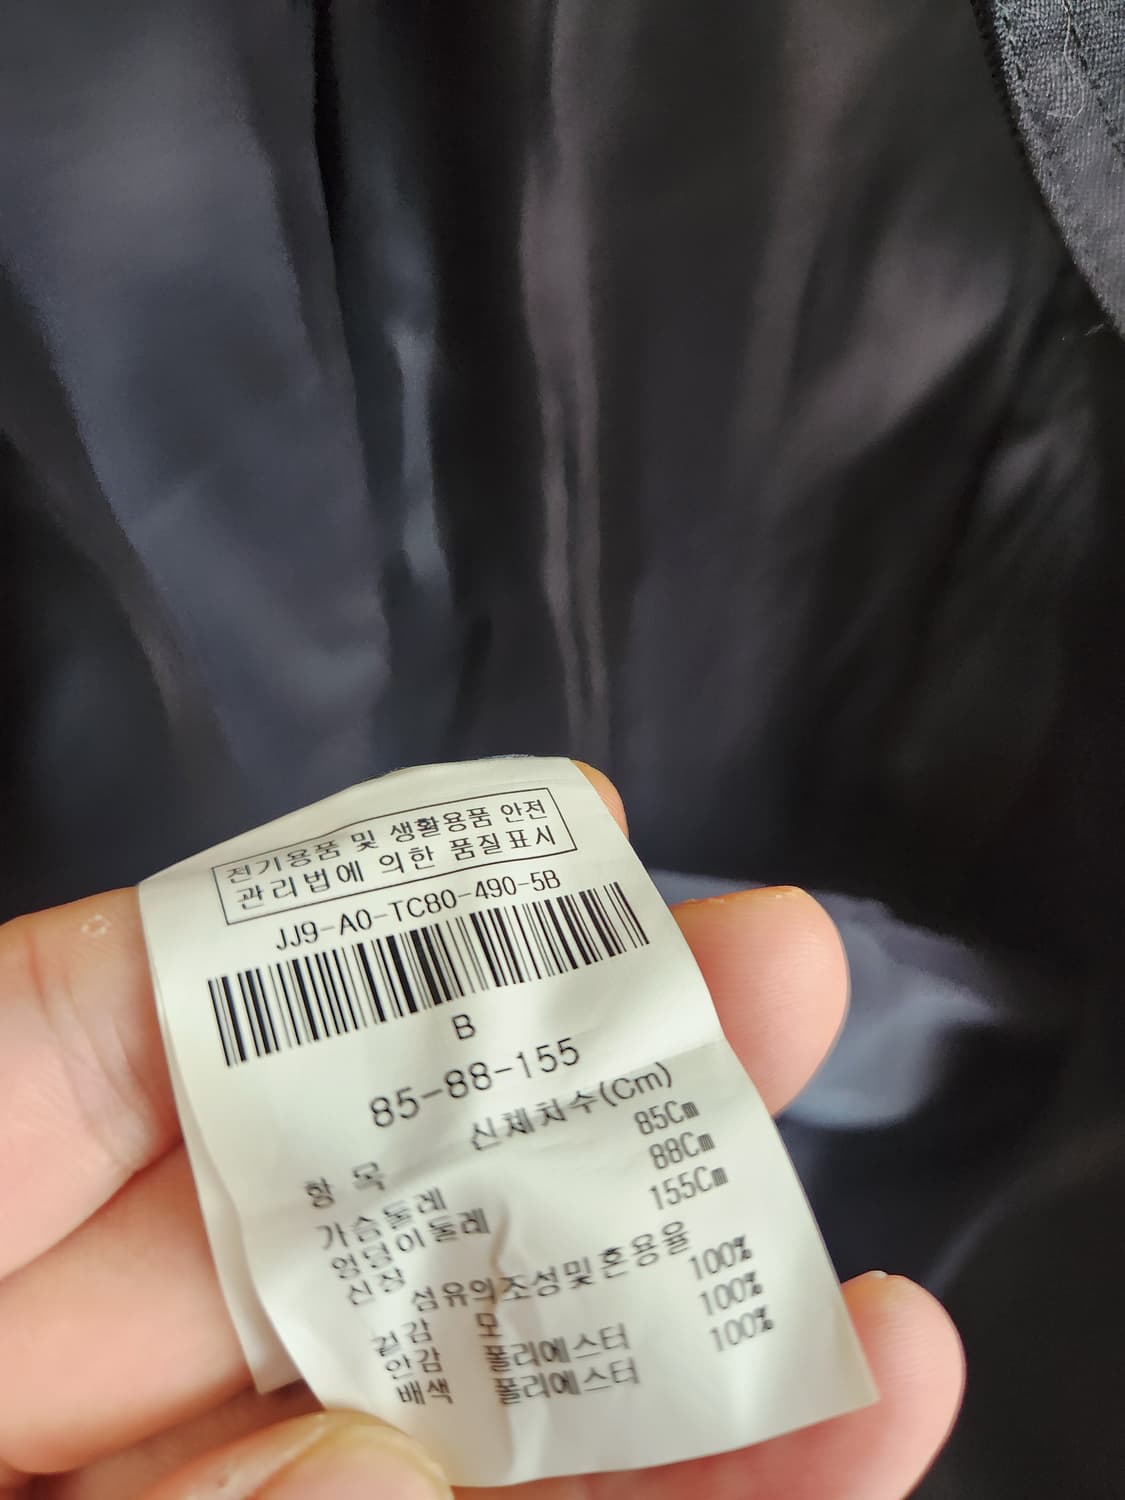 전기용품 및 생활용품 안전
관리법에 의한 품질표시
JJ9-A0-TC80-490-5B
B
85-88-155
신체치수(Cm)
항 목
가슴둘레 85Cm
엉덩이둘레 88Cm
신장 155Cm
섬유의조성및혼용율
겉감 모 100%
안감 폴리에스터 100%
배색 폴리에스터 100%